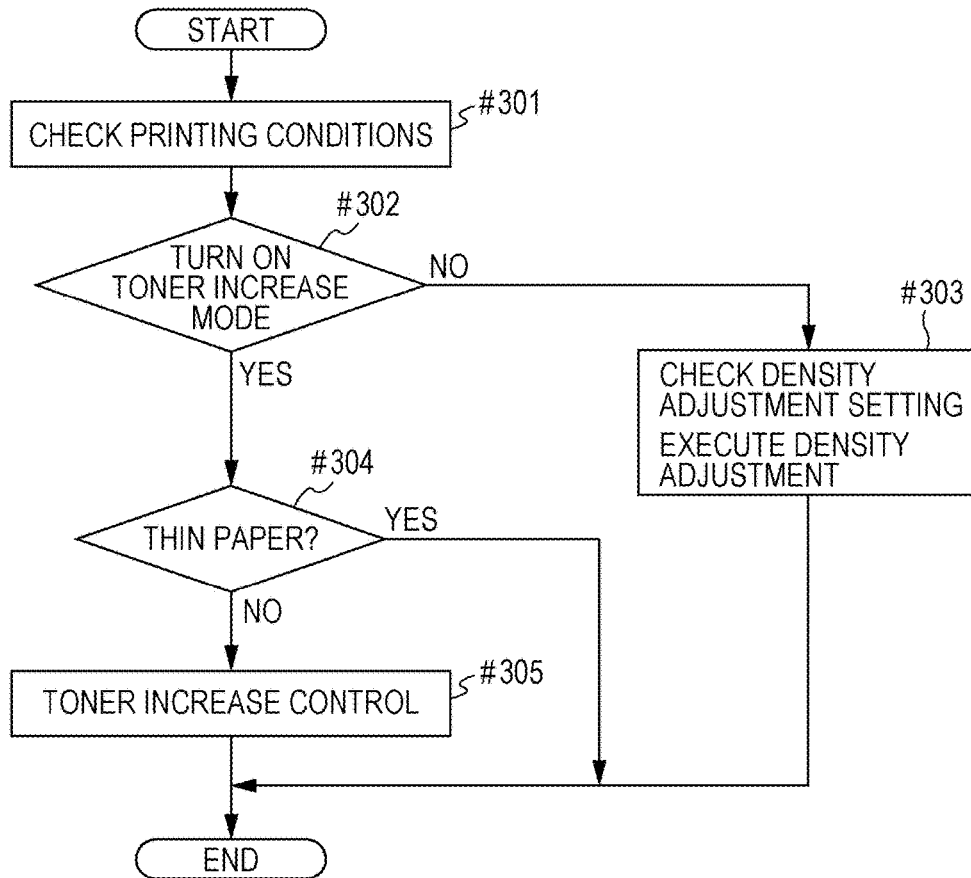 START
#301
CHECK PRINTING CONDITIONS
#302
TURN ON
TONER INCREASE
MODE
NO
#303
CHECK DENSITY
ADJUSTMENT SETTING
EXECUTE DENSITY
ADJUSTMENT
YES
#304
THIN PAPER?
YES
NO
#305
TONER INCREASE CONTROL
END